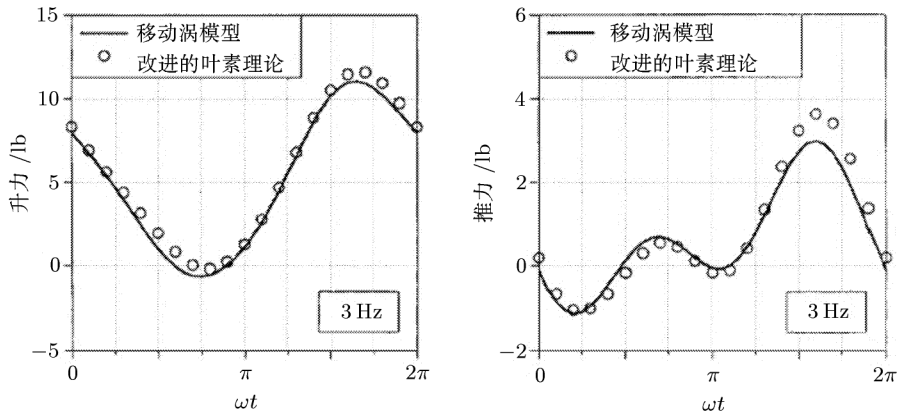 15
10
5
0
−5
升力 /lb
移动涡模型
改进的叶素理论
3 Hz
0
π
2π
ωt
6
4
2
0
−2
推力 /lb
移动涡模型
改进的叶素理论
3 Hz
0
π
2π
ωt